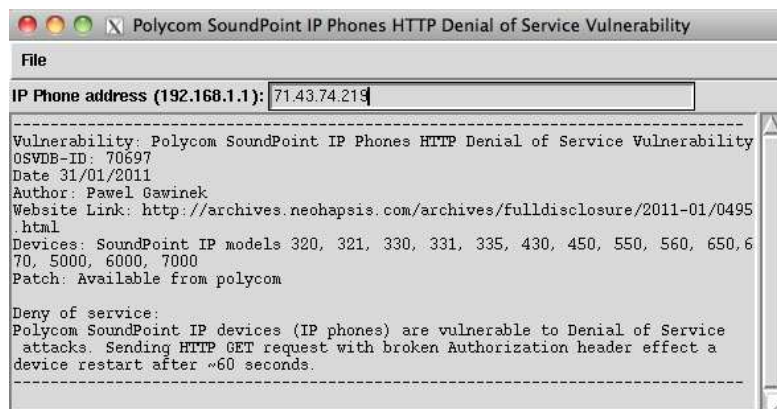 X Polycom SoundPoint IP Phones HTTP Denial of Service Vulnerability
File
IP Phone address (192.168.1.1): 71.43.74.219
--------------------------------------------------------------------------
Vulnerability: Polycom SoundPoint IP Phones HTTP Denial of Service Vulnerability
OSVDB-ID: 70697
Date 31/01/2011
Author: Pawel Gawinek
Website Link: http://archives.neohapsis.com/archives/fulldisclosure/2011-01/0495
.html
Devices: SoundPoint IP models 320, 321, 330, 331, 335, 430, 450, 550, 560, 650,6
70, 5000, 6000, 7000
Patch: Available from polycom
Deny of service:
Polycom SoundPoint IP devices (IP phones) are vulnerable to Denial of Service
attacks. Sending HTTP GET request with broken Authorization header effect a
device restart after ~60 seconds.
--------------------------------------------------------------------------